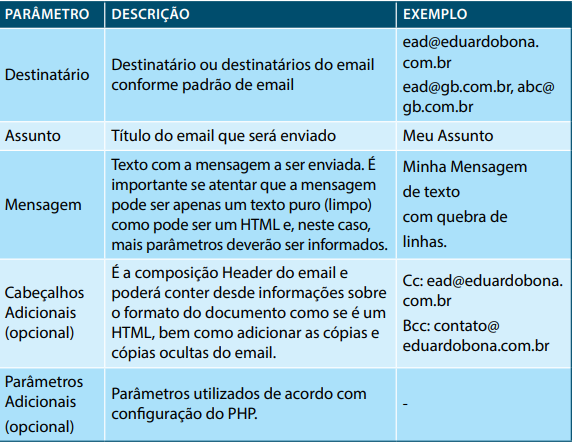 PARÂMETRO DESCRIÇÃO EXEMPLO
Destinatário
Destinatário ou destinatários do email
conforme padrão de email
ead@eduardobona.
com.br
ead@gb.com.br, abc@
gb.com.br
Assunto
Título do email que será enviado
Meu Assunto
Mensagem
Texto com a mensagem a ser enviada. É
importante se atentar que a mensagem
pode ser apenas um texto puro (limpo)
como pode ser um HTML e, neste caso,
mais parâmetros deverão ser informados.
Minha Mensagem
de texto
com quebra de
linhas.
Cabeçalhos
Adicionais
(opcional)
É a composição Header do email e
poderá conter desde informações sobre
o formato do documento como se é um
HTML, bem como adicionar as cópias e
cópias ocultas do email.
Cc: ead@eduardobona.
com.br
Bcc: contato@
eduardobona.com.br
Parâmetros
Adicionais
(opcional)
Parâmetros utilizados de acordo com
configuração do PHP.
-